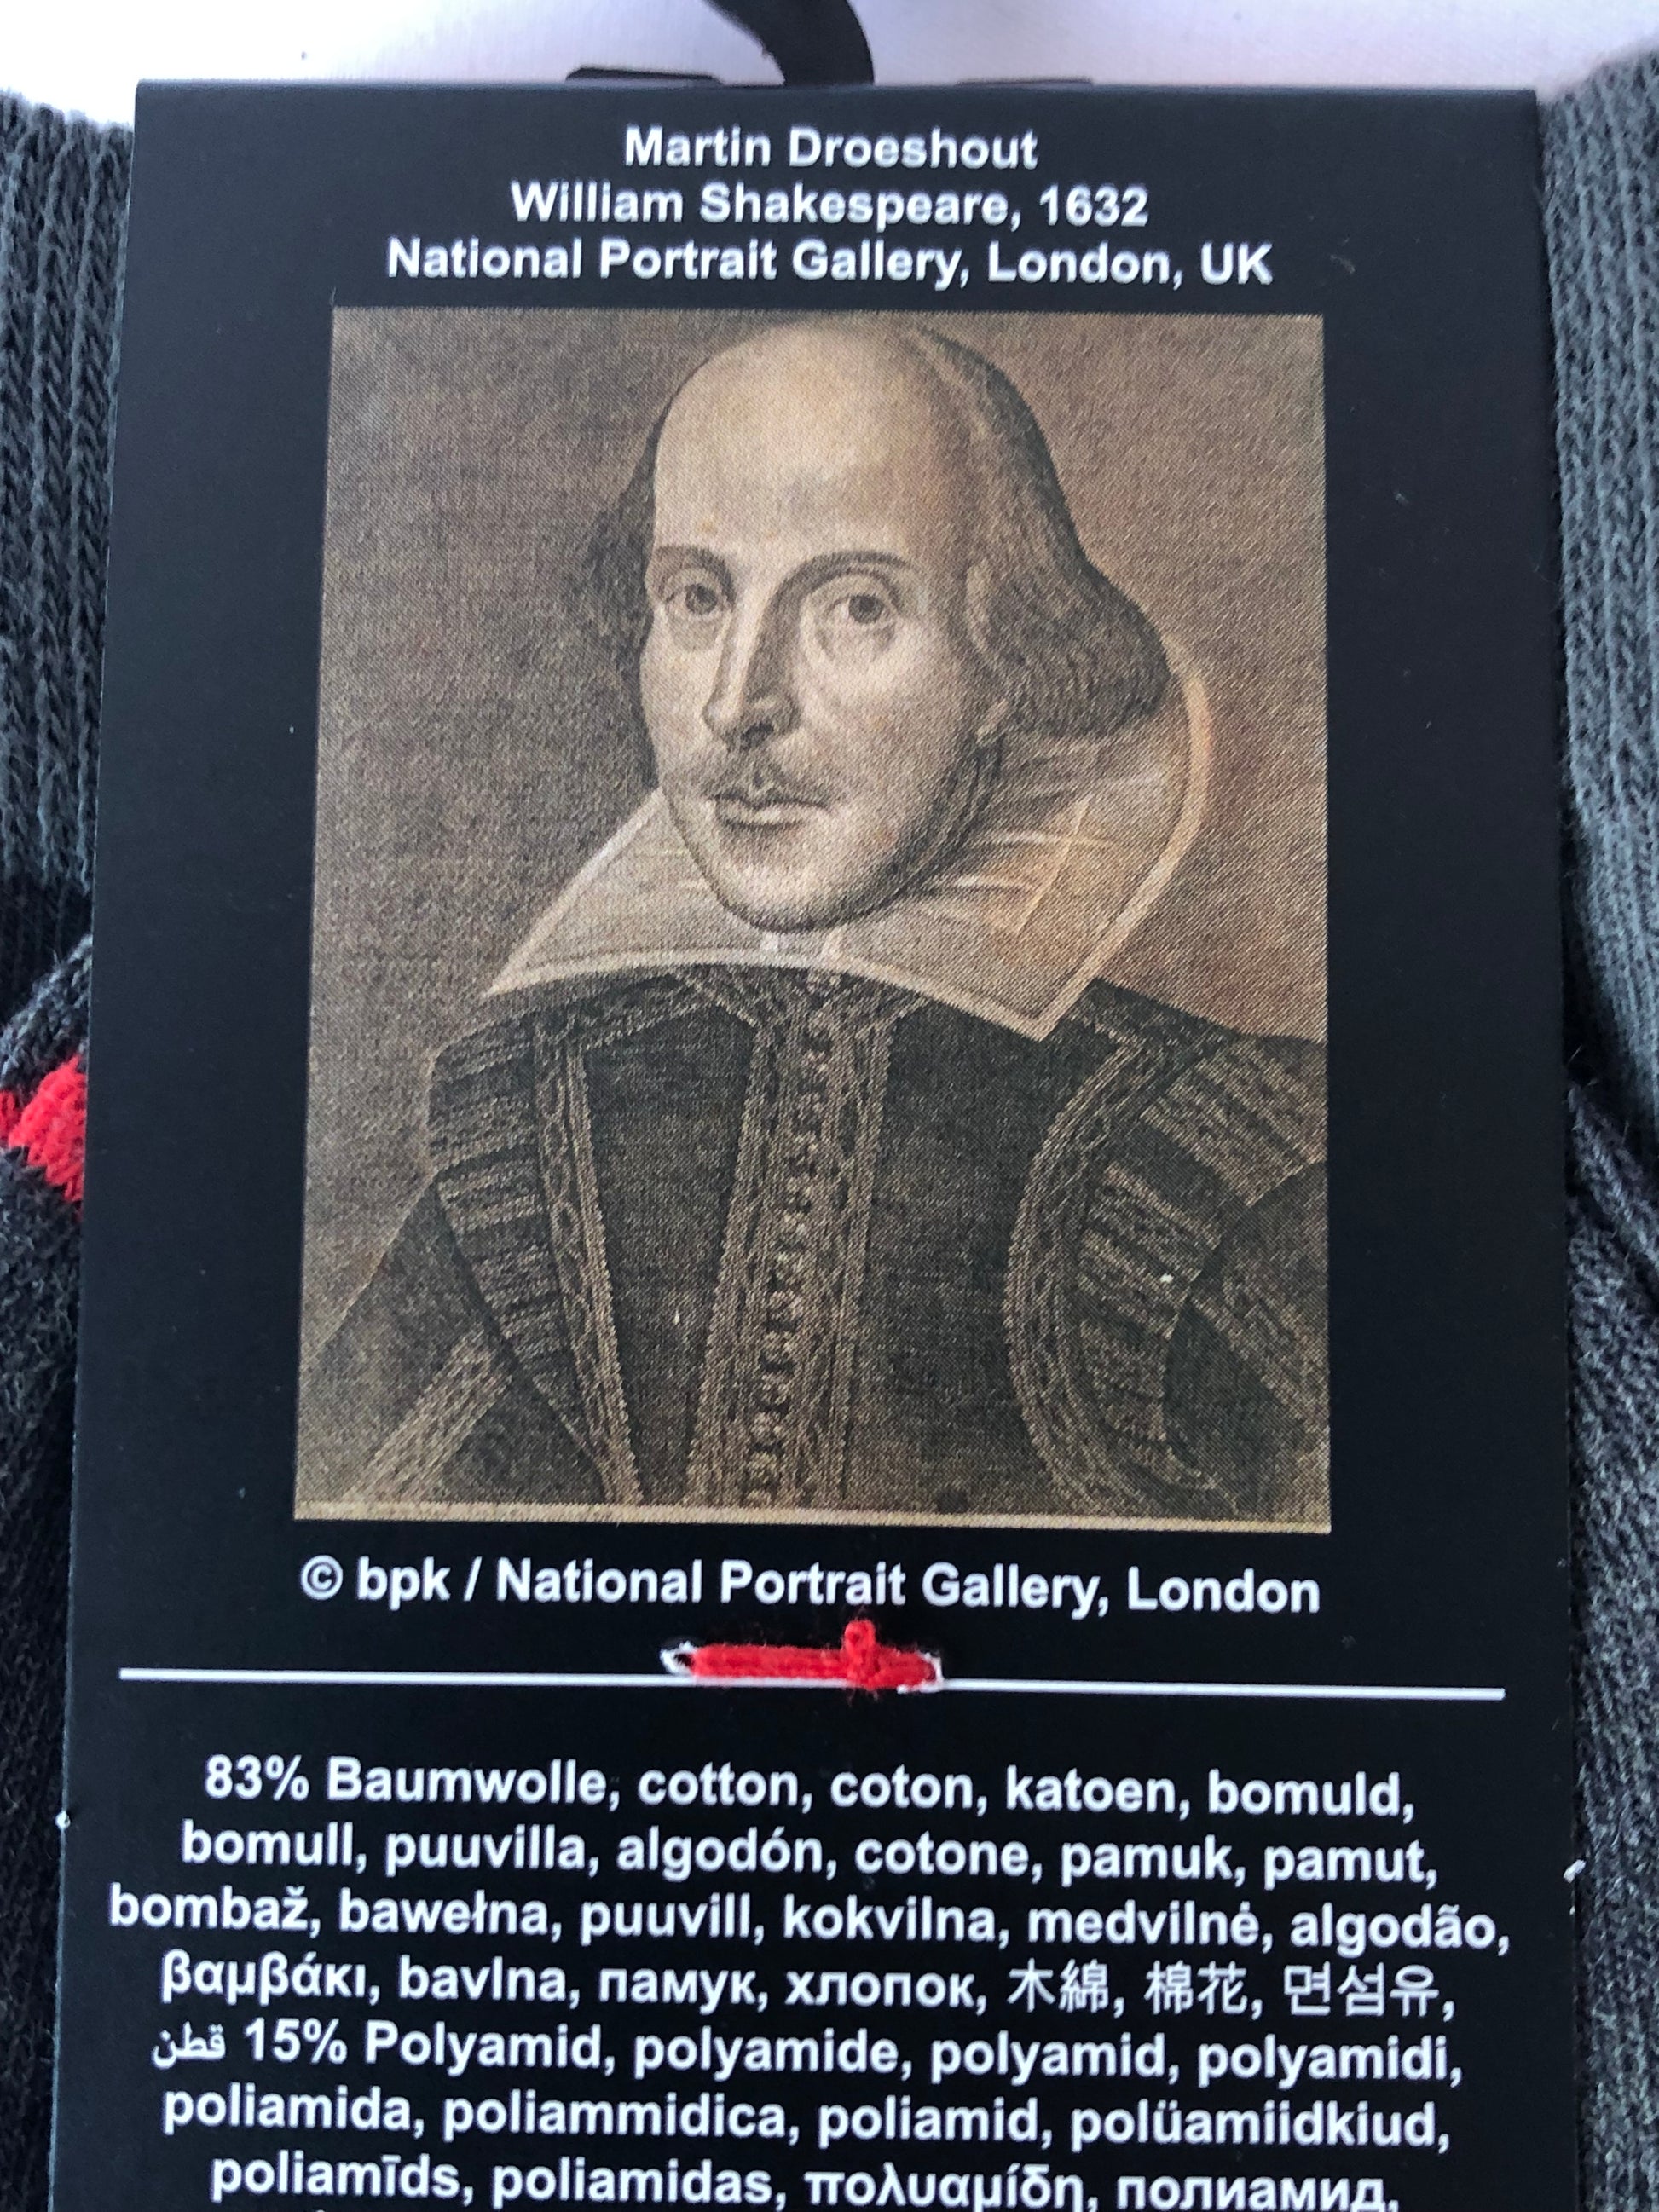 Martin Droeshout
William Shakespeare, 1632
National Portrait Gallery, London, UK
© bpk / National Portrait Gallery, London
83% Baumwolle, cotton, coton, katoen, bomuld,
bomull, puuvilla, algodón, cotone, pamuk, pamut,
bombaž, bawełna, puuvill, kokvilna, medvilnė, algodão,
βαμβάκι, bavlna, памук, хлопок, 木綿, 棉花, 면섬유,
قطن 15% Polyamid, polyamide, polyamid, polyamidi,
poliamida, poliammidica, poliamid, polüamiidkiud,
poliamīds, poliamidas, πολυαμίδη, полиамид,